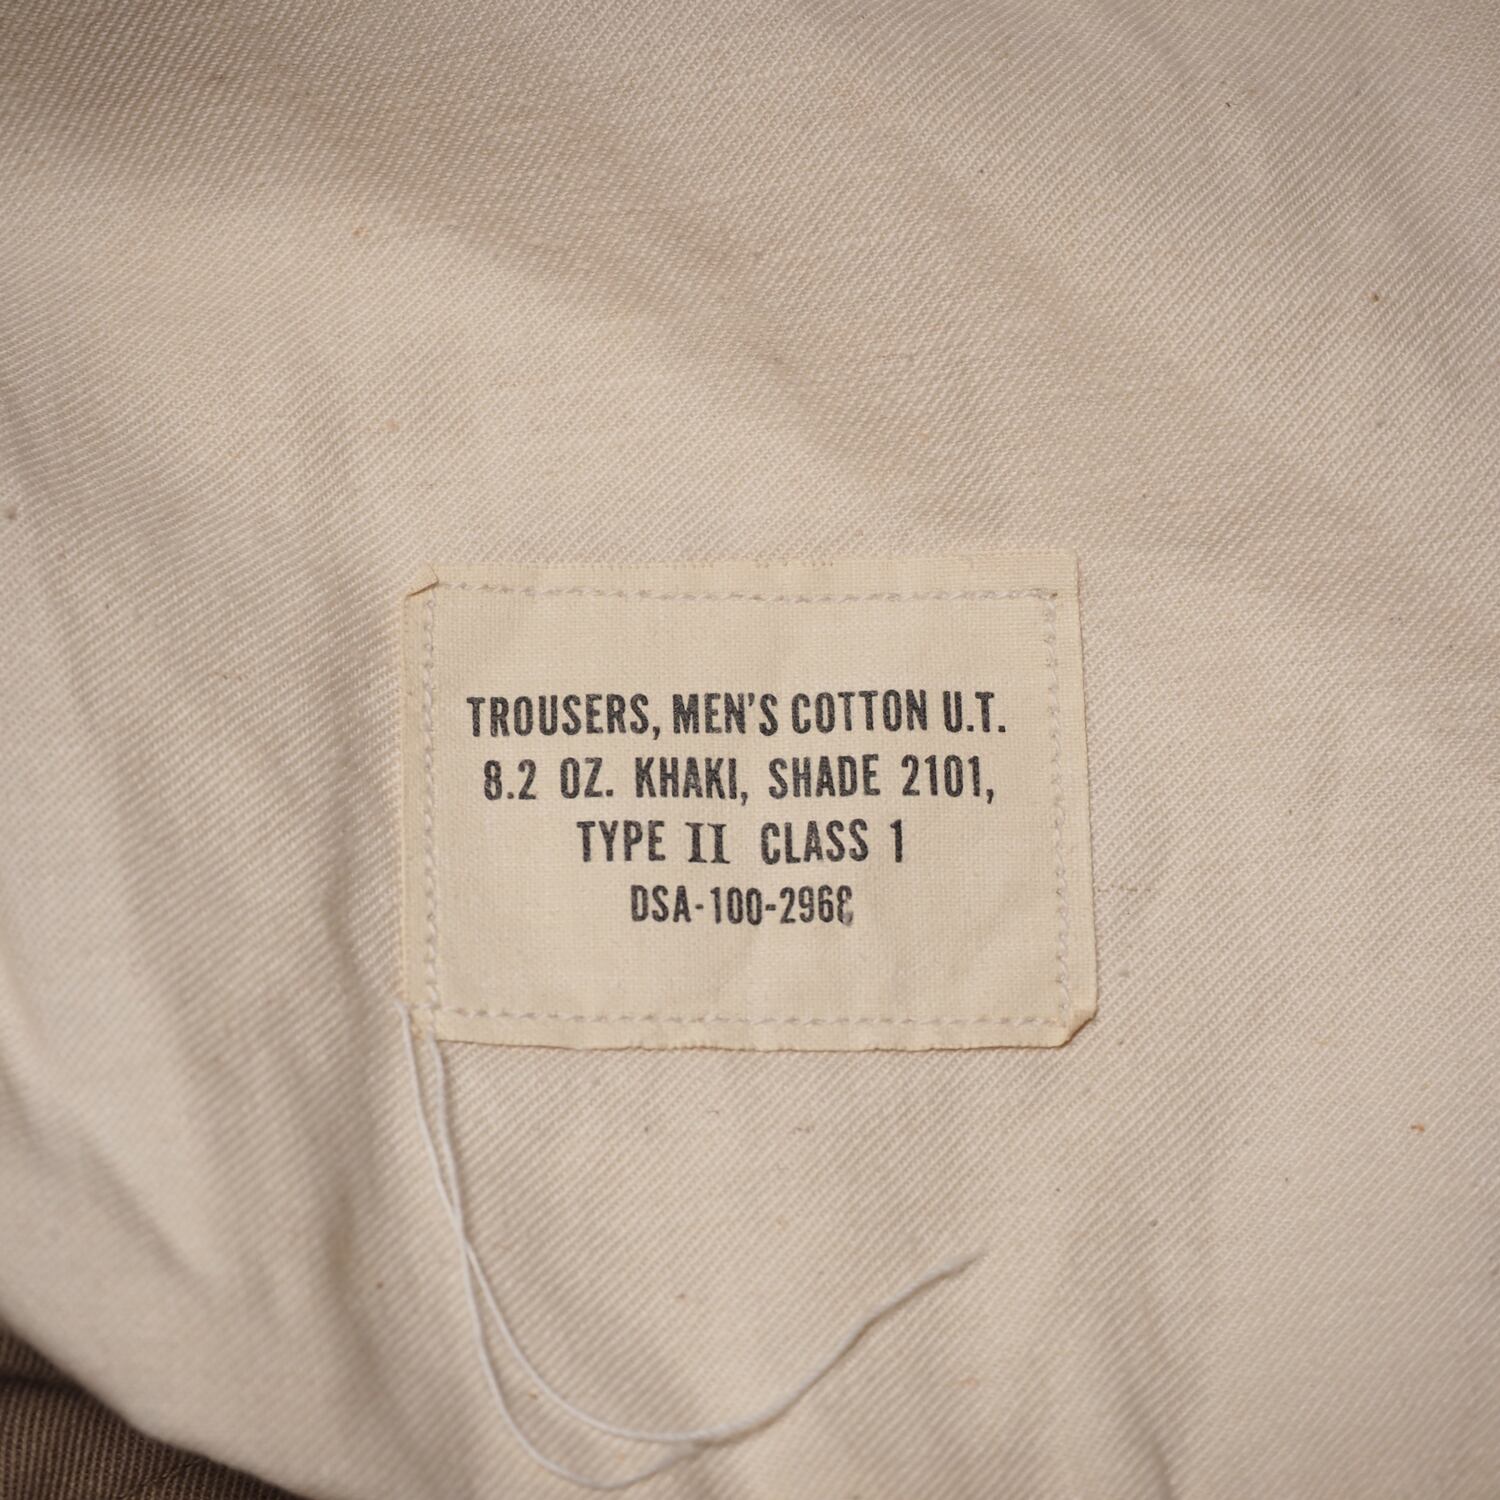 TROUSERS, MEN'S COTTON U.T.
8.2 OZ. KHAKI, SHADE 2101,
TYPE II CLASS 1
DSA-100-2968